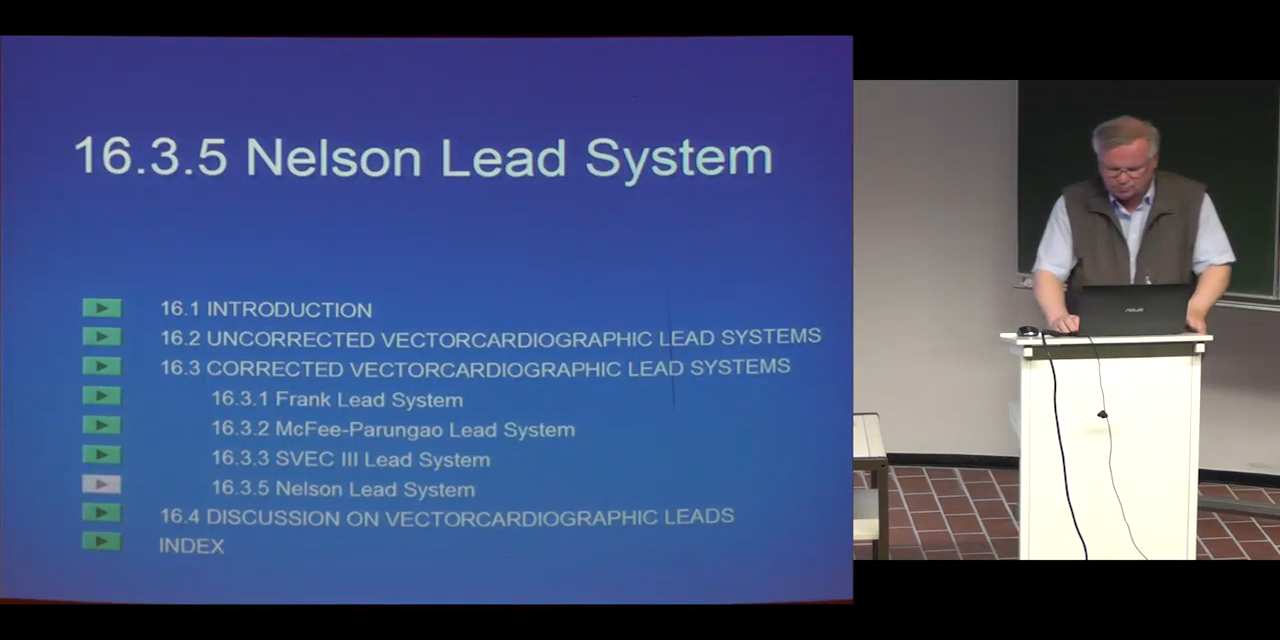 16.3.5 Nelson Lead System
16.1 INTRODUCTION
16.2 UNCORRECTED VECTORCARDIOGRAPHIC LEAD SYSTEMS
16.3 CORRECTED VECTORCARDIOGRAPHIC LEAD SYSTEMS
16.3.1 Frank Lead System
16.3.2 McFee-Parungao Lead System
16.3.3 SVEC III Lead System
16.3.5 Nelson Lead System
16.4 DISCUSSION ON VECTORCARDIOGRAPHIC LEADS
INDEX
ASUS